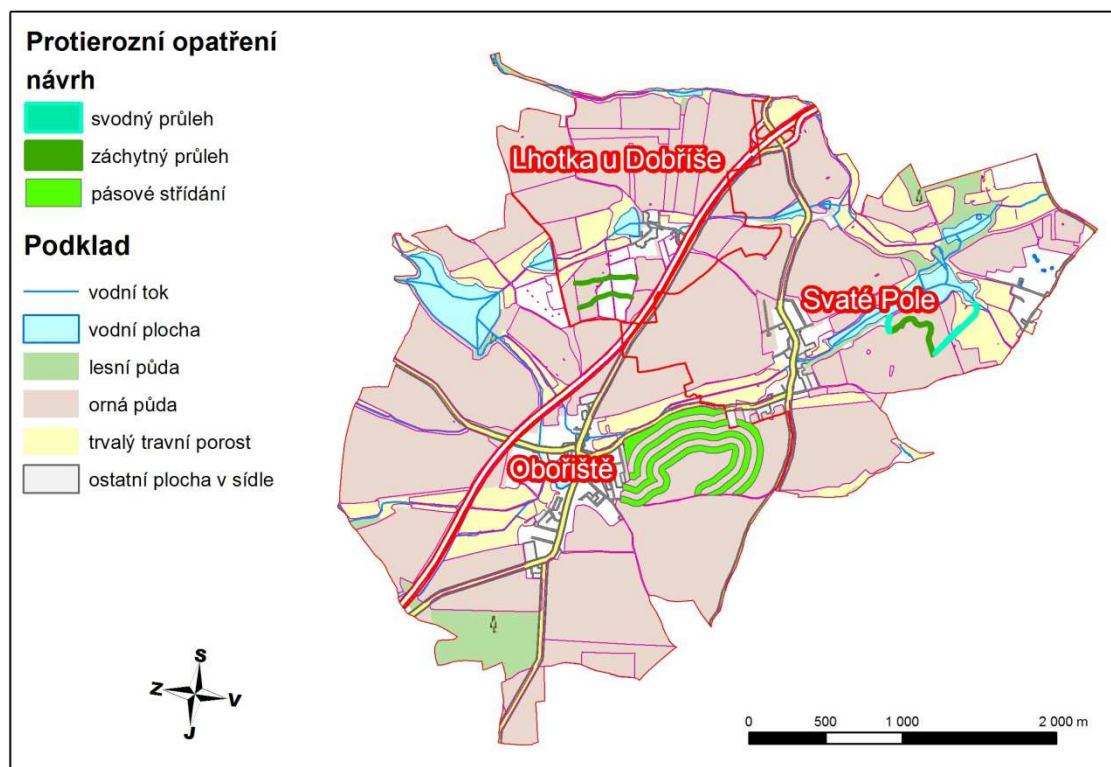 Protierozní opatření
návrh
svodný průleh
záchytný průleh
pásové střídání
Podklad
vodní tok
vodní plocha
lesní půda
orná půda
trvalý travní porost
ostatní plocha v sídle
Lhotka u Dobříše
Svaté Pole
Obořiště
S
Z
V
J
0 500 1 000 2 000 m